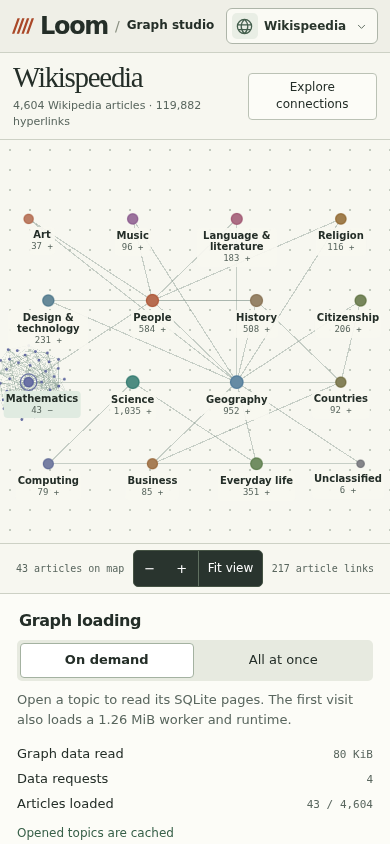 Loom / Graph studio
Wikispeedia
Wikispeedia
4,604 Wikipedia articles · 119,882
hyperlinks
Explore
connections
Art
37 +
Music
96 +
Language &
literature
183 +
Religion
116 +
Design &
technology
231 +
People
584 +
History
508 +
Citizenship
206 +
Mathematics
43 −
Science
1,035 +
Geography
952 +
Countries
92 +
Computing
79 +
Business
85 +
Everyday life
351 +
Unclassified
6 +
43 articles on map
− + Fit view
217 article links
Graph loading
On demand
All at once
Open a topic to read its SQLite pages. The first visit
also loads a 1.26 MiB worker and runtime.
Graph data read 80 KiB
Data requests 4
Articles loaded 43 / 4,604
Opened topics are cached